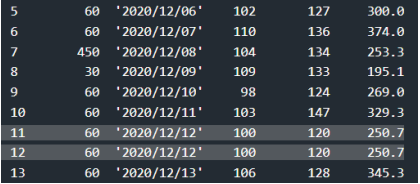 5 60 '2020/12/06' 102 127 300.0
6 60 '2020/12/07' 110 136 374.0
7 450 '2020/12/08' 104 134 253.3
8 30 '2020/12/09' 109 133 195.1
9 60 '2020/12/10' 98 124 269.0
10 60 '2020/12/11' 103 147 329.3
11 60 '2020/12/12' 100 120 250.7
12 60 '2020/12/12' 100 120 250.7
13 60 '2020/12/13' 106 128 345.3